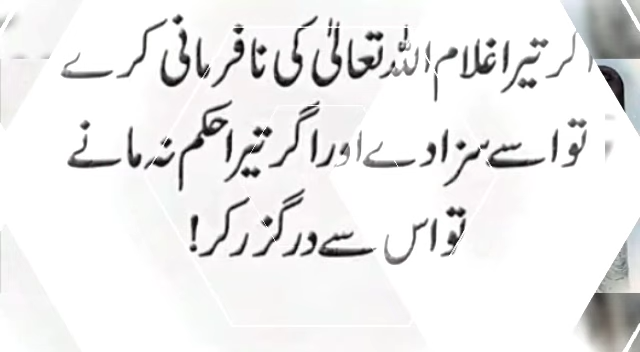 اگر تیرا غلام اللہ تعالیٰ کی نافرمانی کرے
تو اسے سزا دے اور اگر تیرا حکم نہ مانے
تو اس سے درگزر کر!